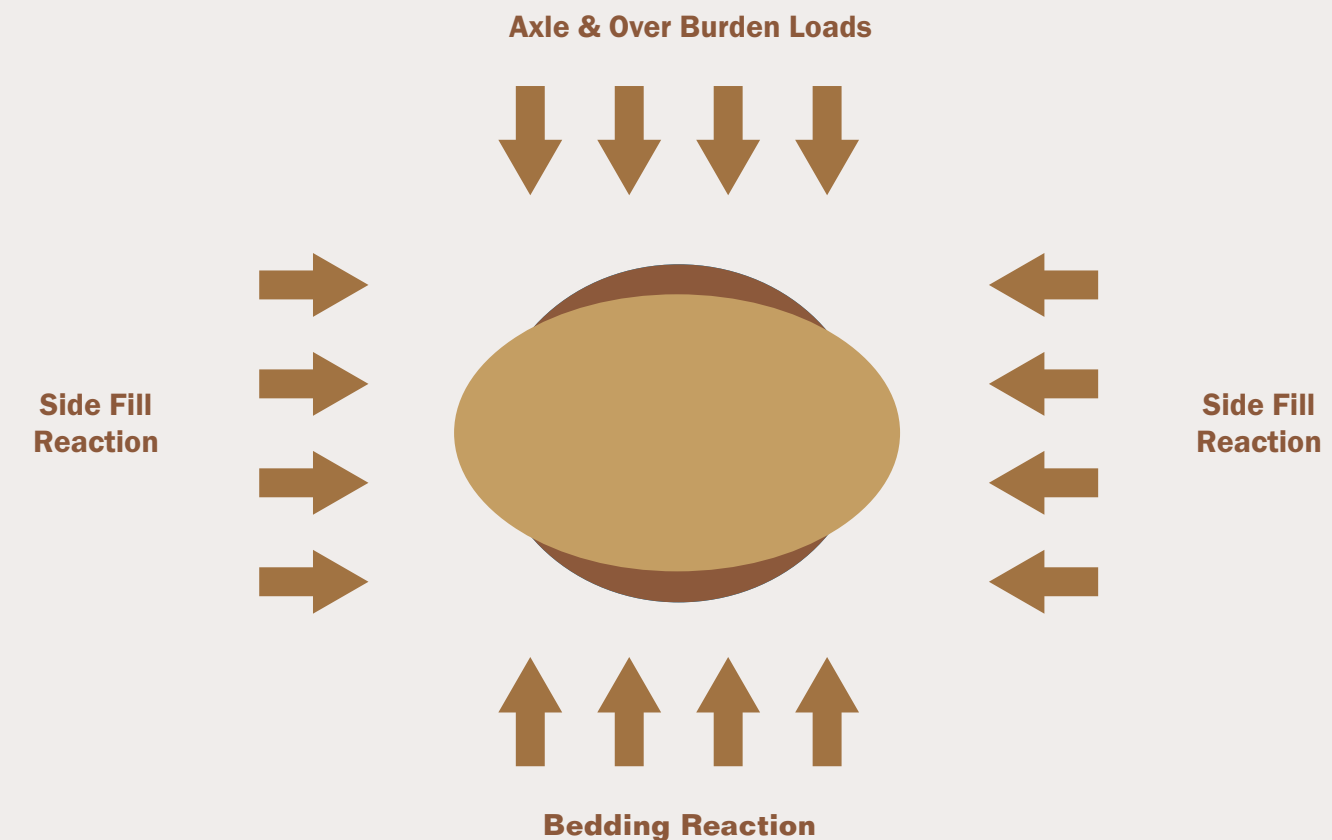 Axle & Over Burden Loads
Side Fill
Reaction
Side Fill
Reaction
Bedding Reaction